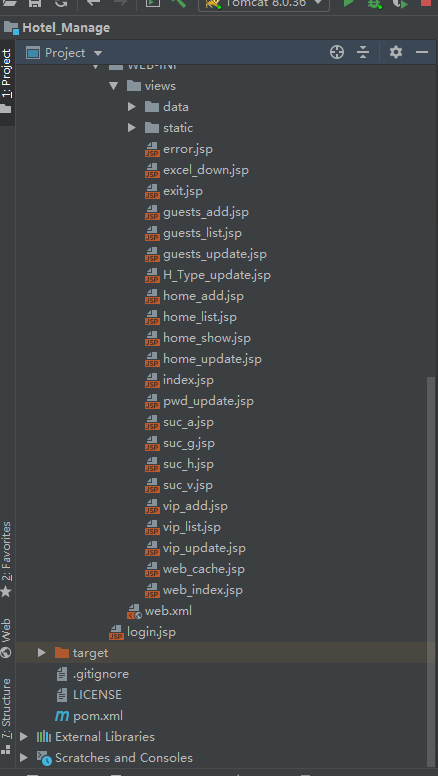 Tomcat 8.0.36
Hotel_Manage
Project
WEB-INF
views
data
static
error.jsp
excel_down.jsp
exit.jsp
guests_add.jsp
guests_list.jsp
guests_update.jsp
H_Type_update.jsp
home_add.jsp
home_list.jsp
home_show.jsp
home_update.jsp
index.jsp
pwd_update.jsp
suc_a.jsp
suc_g.jsp
suc_h.jsp
suc_v.jsp
vip_add.jsp
vip_list.jsp
vip_update.jsp
web_cache.jsp
web_index.jsp
web.xml
login.jsp
target
.gitignore
LICENSE
pom.xml
External Libraries
Scratches and Consoles
1: Project
2: Favorites
Web
7: Structure